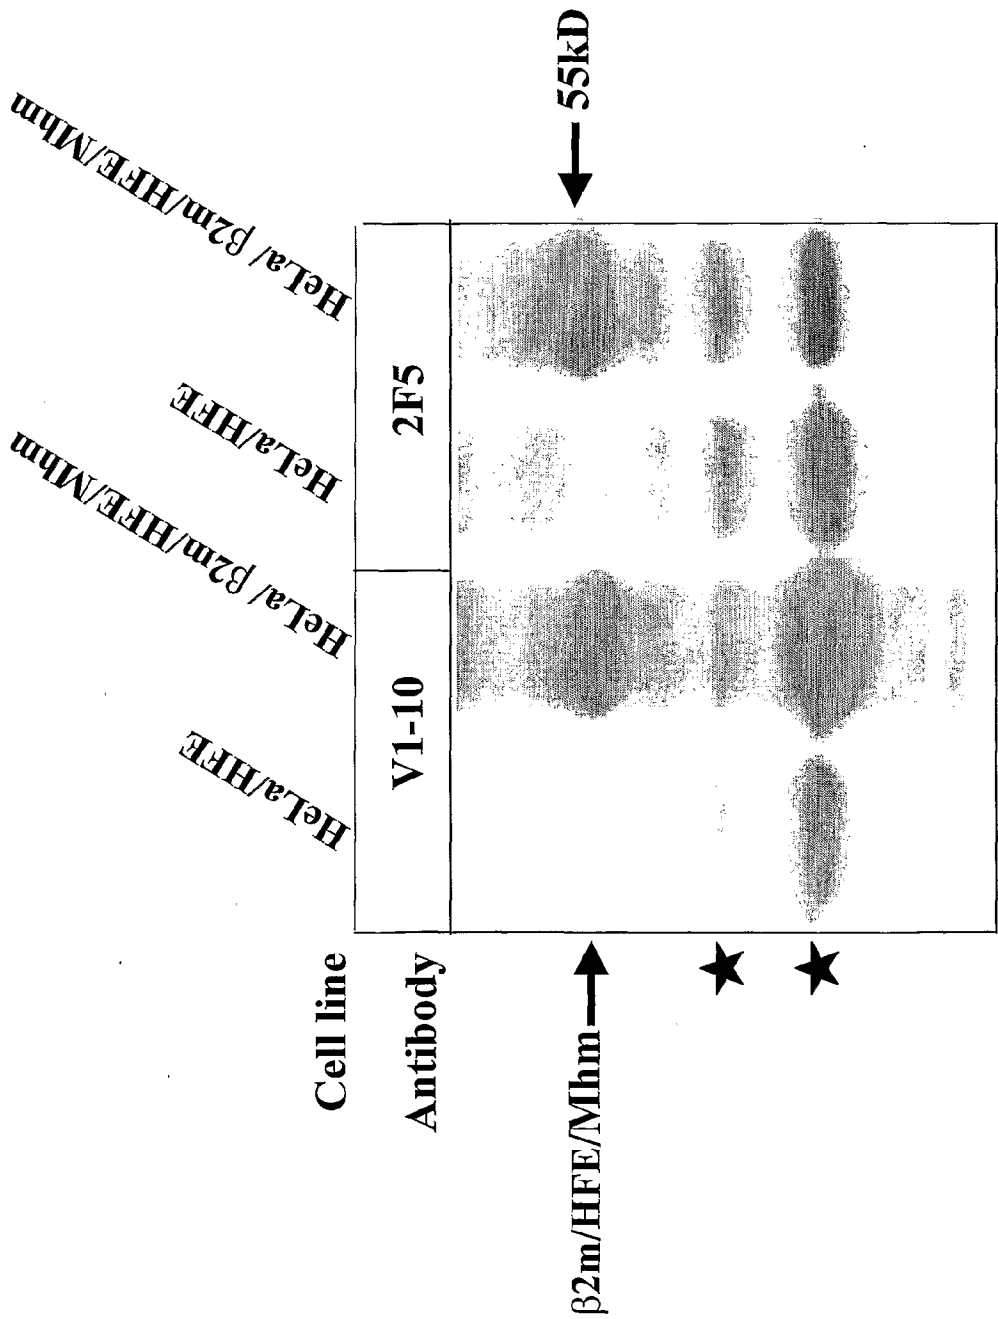 Cell line
HeLa/HFE
HeLa/ β2m/HFE/Mhm
HeLa/HFE
HeLa/ β2m/HFE/Mhm
Antibody
V1-10
2F5
β2m/HFE/Mhm
55kD